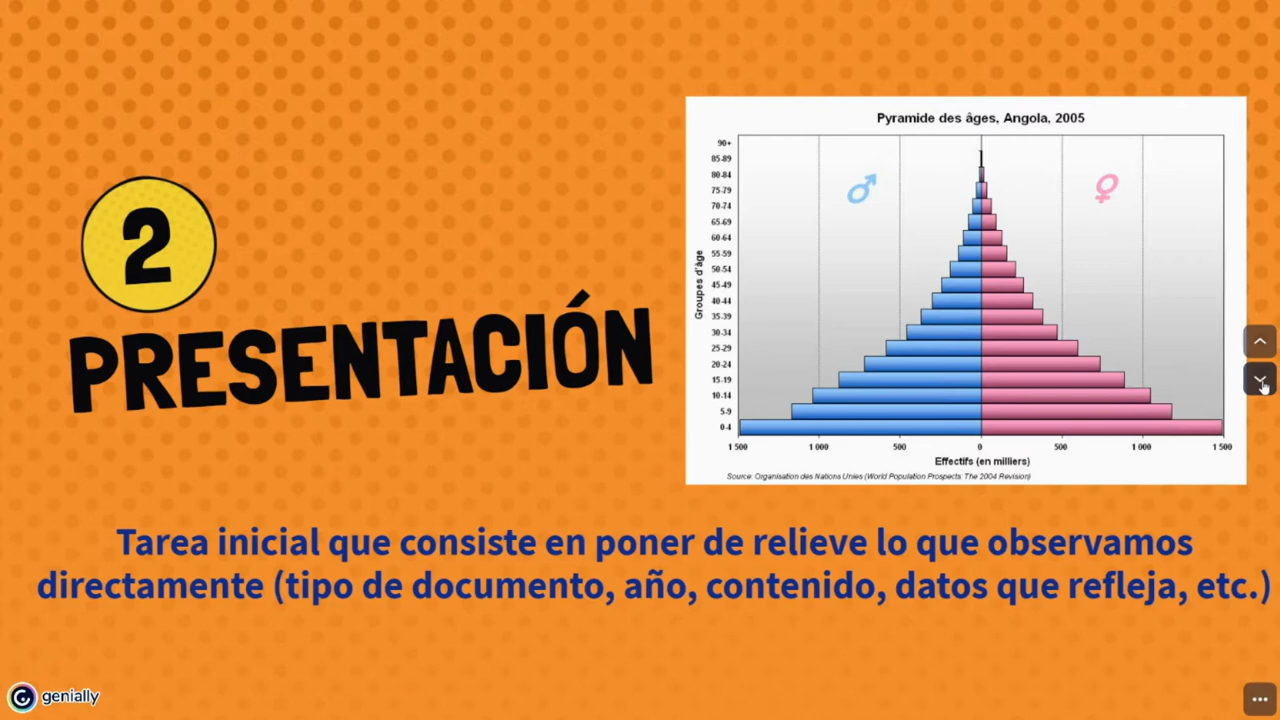 2
PRESENTACIÓN
Pyramide des âges, Angola, 2005
Groupes d'âge
90+
85-89
80-84
75-79
70-74
65-69
60-64
55-59
50-54
45-49
40-44
35-39
30-34
25-29
20-24
15-19
10-14
5-9
0-4
1 500 1 000 500 0 500 1 000 1 500
Effectifs (en milliers)
Source: Organisation des Nations Unies (World Population Prospects: The 2004 Revision)
Tarea inicial que consiste en poner de relieve lo que observamos
directamente (tipo de documento, año, contenido, datos que refleja, etc.)
genially